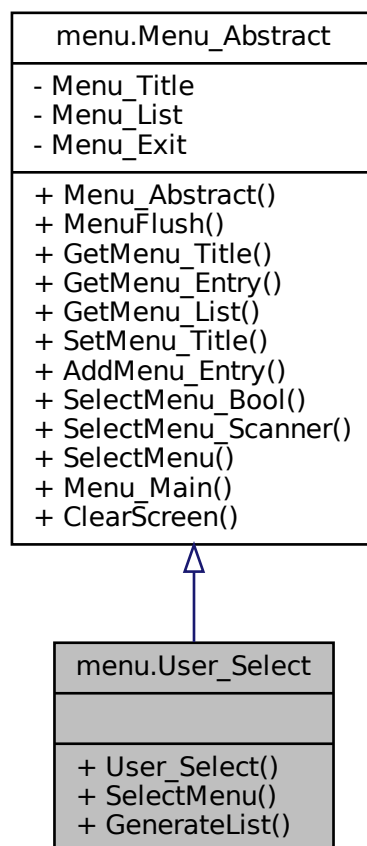 menu.Menu_Abstract
- Menu_Title
- Menu_List
- Menu_Exit
+ Menu_Abstract()
+ MenuFlush()
+ GetMenu_Title()
+ GetMenu_Entry()
+ GetMenu_List()
+ SetMenu_Title()
+ AddMenu_Entry()
+ SelectMenu_Bool()
+ SelectMenu_Scanner()
+ SelectMenu()
+ Menu_Main()
+ ClearScreen()
menu.User_Select
+ User_Select()
+ SelectMenu()
+ GenerateList()